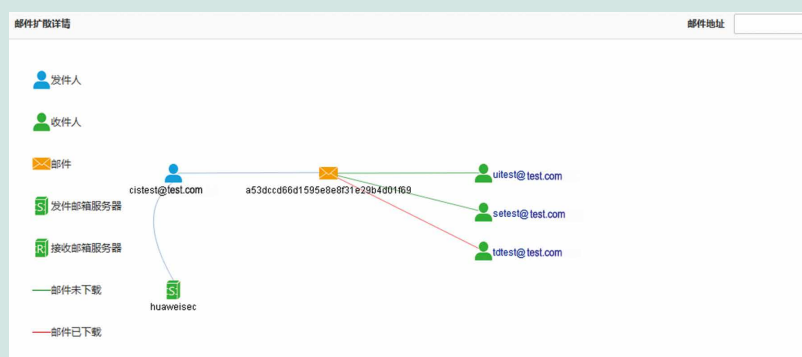 邮件扩散详情
邮件地址
发件人
收件人
邮件
发件邮箱服务器
接收邮箱服务器
邮件未下载
邮件已下载
cistest@test.com
a53dccd66d1595e8e8f31e29b4d01f69
uitest@test.com
setest@test.com
tdtest@test.com
S
huaweisec
S
R